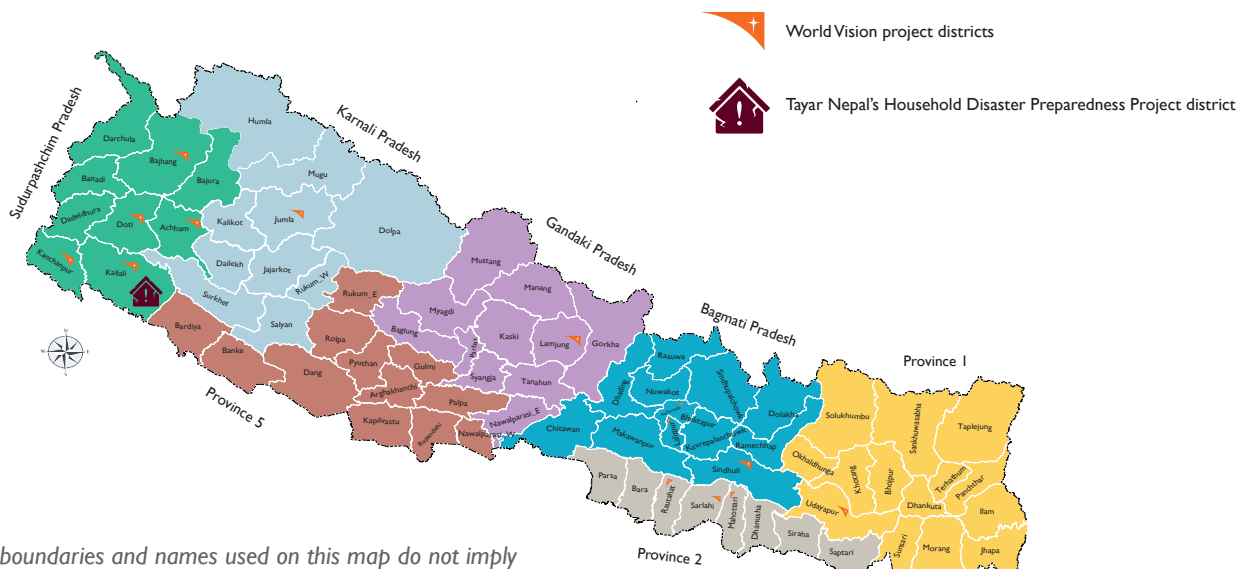 World Vision project districts
Tayar Nepal's Household Disaster Preparedness Project district
Sudurpashchim Pradesh
Karnali Pradesh
Gandaki Pradesh
Bagmati Pradesh
Province 1
Province 5
Province 2
Darchula
Bajhang
Baitadi
Bajura
Dadeldhura
Doti
Achham
Kanchanpur
Kailali
Humla
Mugu
Kalikot
Jumla
Dolpa
Dailekh
Jajarkot
Rukum_W
Surkhet
Salyan
Rukum_E
Bardiya
Banke
Rolpa
Dang
Pyuthan
Gulmi
Arghakhanchi
Palpa
Kapilvastu
Rupandehi
Nawalparasi_W
Mustang
Manang
Myagdi
Baglung
Parbat
Kaski
Lamjung
Gorkha
Syangja
Tanahun
Nawalparasi_E
Rasuwa
Dhading
Nuwakot
Sindhupalchowk
Dolakha
Bhaktapur
Lalitpur
Kavrepalanchowk
Ramechhap
Chitawan
Makawanpur
Sindhuli
Parsa
Bara
Rautahat
Sarlahi
Mahottari
Dhanusha
Siraha
Saptari
Solukhumbu
Sankhuwasabha
Taplejung
Okhaldhunga
Khotang
Bhojpur
Terhathum
Panchthar
Dhankuta
Ilam
Udayapur
Sunsari
Morang
Jhapa
N
W
E
S
boundaries and names used on this map do not imply